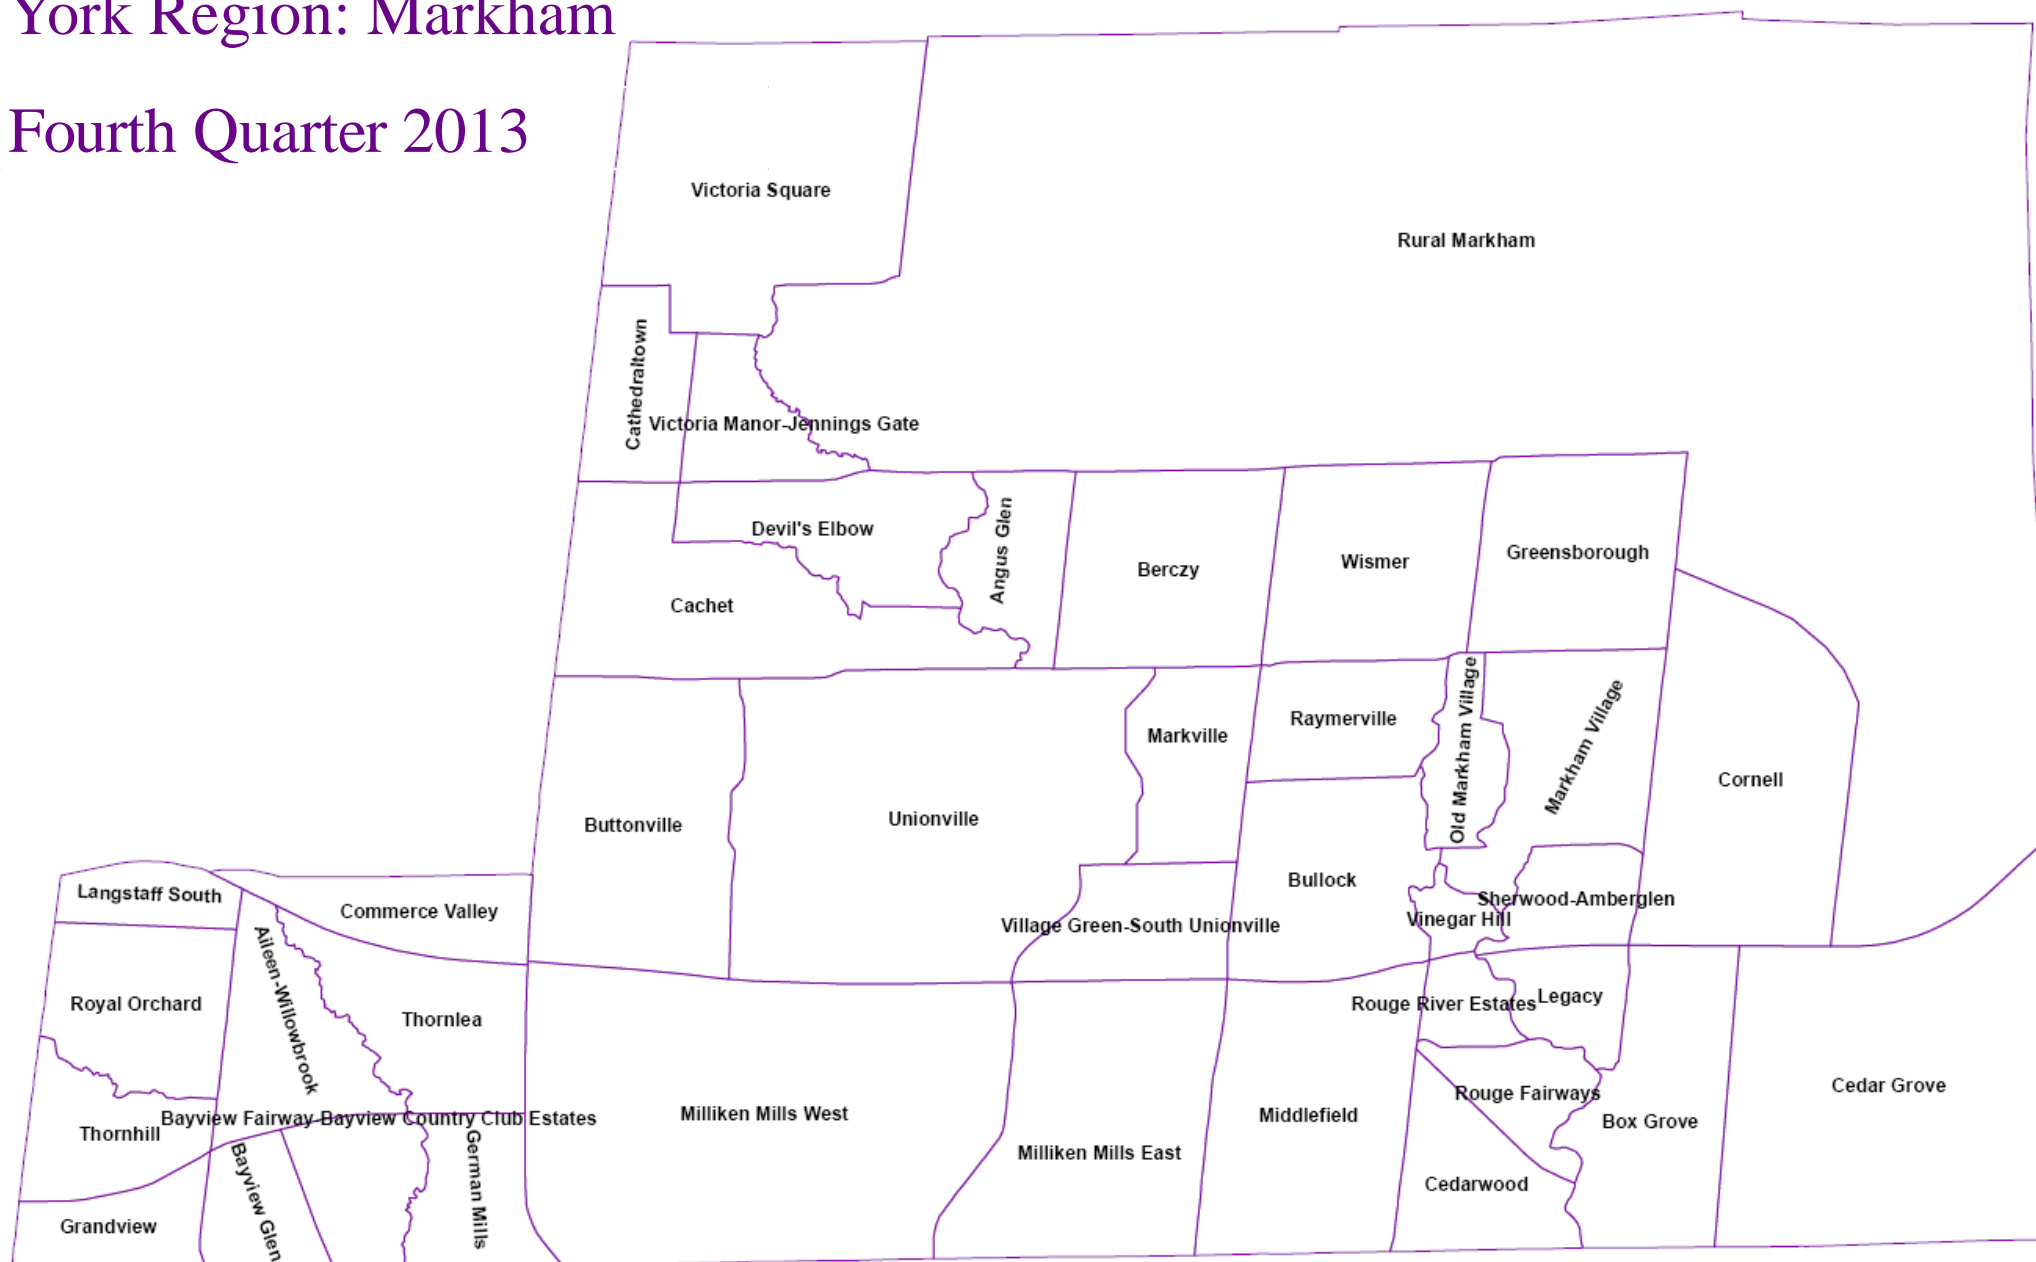 York Region: Markham
Fourth Quarter 2013
Victoria Square
Rural Markham
Cathedraltown
Victoria Manor-Jennings Gate
Devil's Elbow
Angus Glen
Berczy
Wismer
Greensborough
Cachet
Raymerville
Old Markham Village
Markham Village
Markville
Cornell
Buttonville
Unionville
Bullock
Langstaff South
Commerce Valley
Village Green-South Unionville
Sherwood-Amberglen
Vinegar Hill
Aileen-Willowbrook
Royal Orchard
Thornlea
Rouge River Estates
Legacy
Thornhill
Bayview Fairway-Bayview Country Club Estates
Milliken Mills West
Milliken Mills East
Middlefield
Rouge Fairways
Box Grove
Cedar Grove
Bayview Glen
German Mills
Cedarwood
Grandview